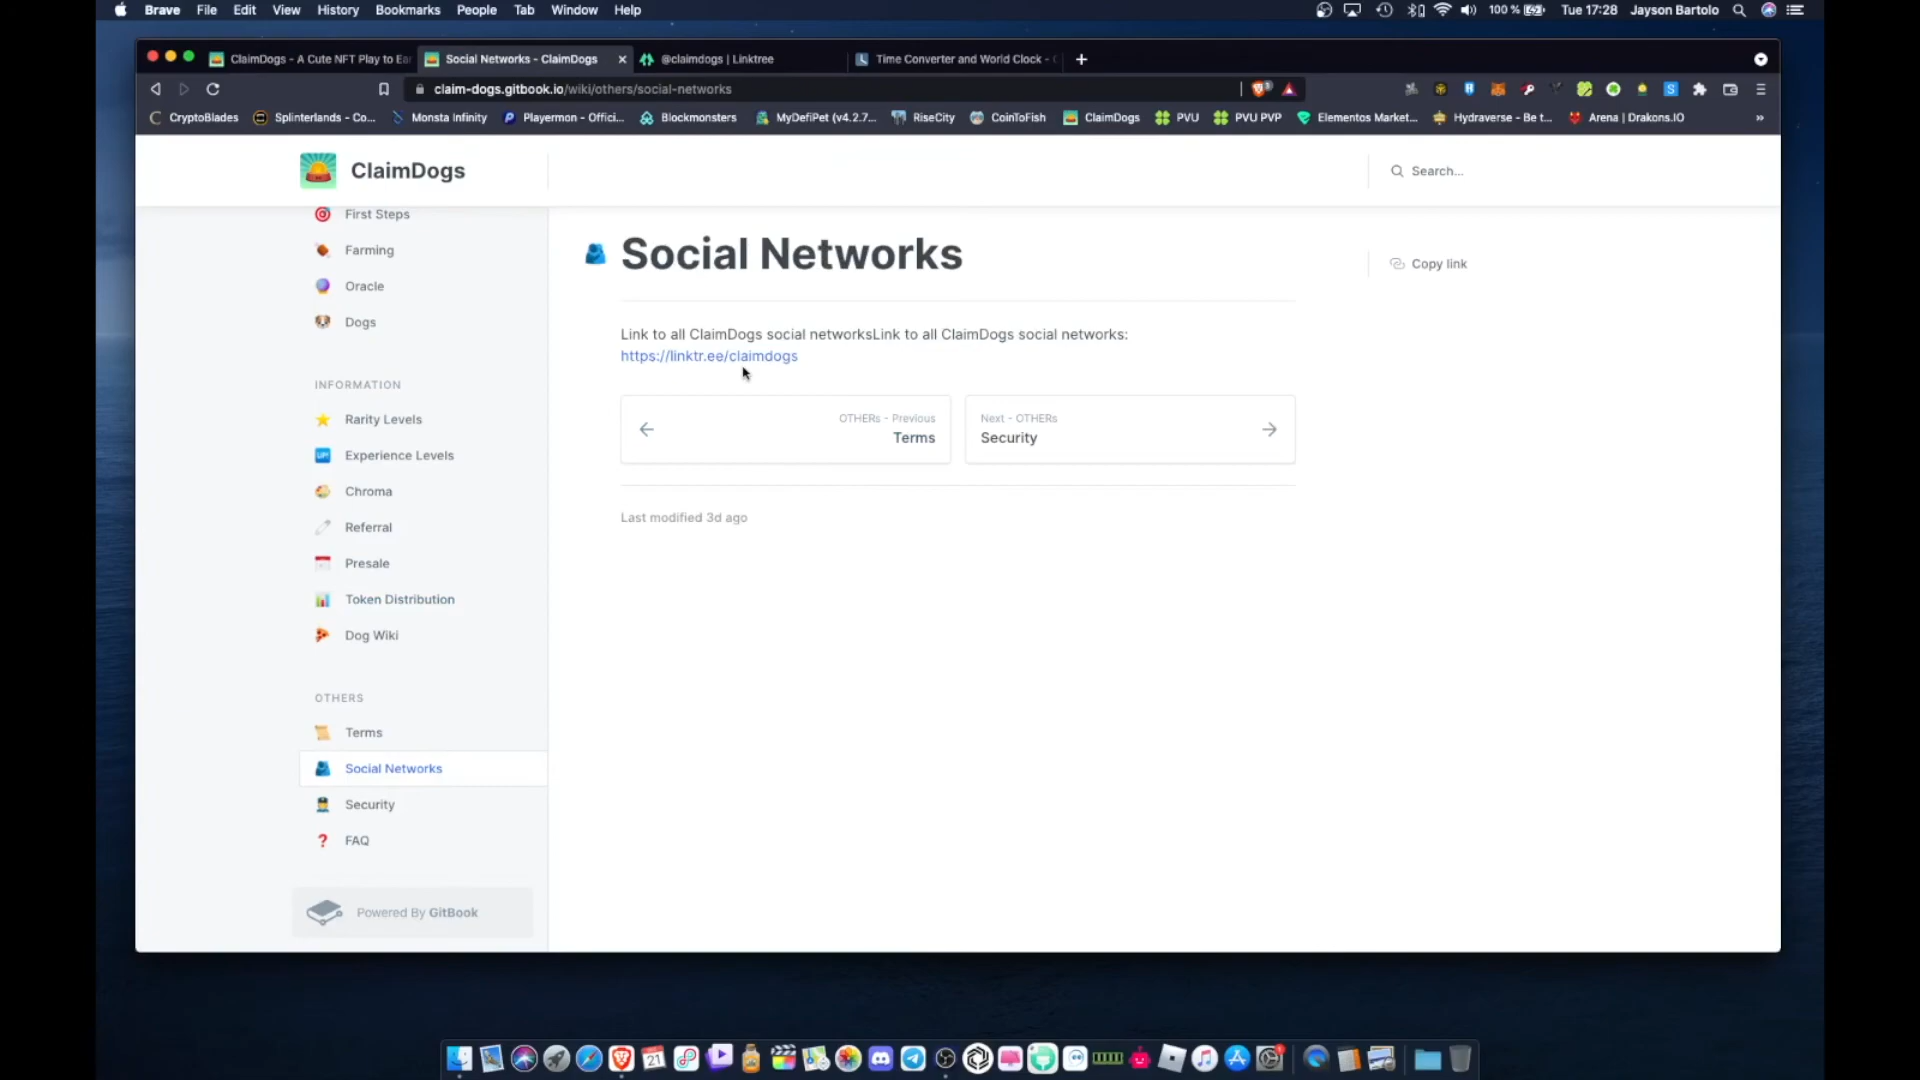 Brave File Edit View History Bookmarks People Tab Window Help 100 % Tue 17:28 Jayson Bartolo
ClaimDogs - A Cute NFT Play to Ea Social Networks - ClaimDogs @claimdogs | Linktree Time Converter and World Clock -
claim-dogs.gitbook.io/wiki/others/social-networks
CryptoBlades Splinterlands - Co... Monsta Infinity Playermon - Offici... Blockmonsters MyDefiPet (v4.2.7... RiseCity CoinToFish ClaimDogs PVU PVU PVP Elementos Market... Hydraverse - Be t... Arena | Drakons.IO »
ClaimDogs
Search...
First Steps
Farming
Oracle
Dogs
INFORMATION
Rarity Levels
Experience Levels
Chroma
Referral
Presale
Token Distribution
Dog Wiki
OTHERS
Terms
Social Networks
Security
FAQ
Powered By GitBook
Social Networks
Copy link
Link to all ClaimDogs social networksLink to all ClaimDogs social networks:
https://linktr.ee/claimdogs
OTHERs - Previous
Terms
Next - OTHERs
Security
Last modified 3d ago
21